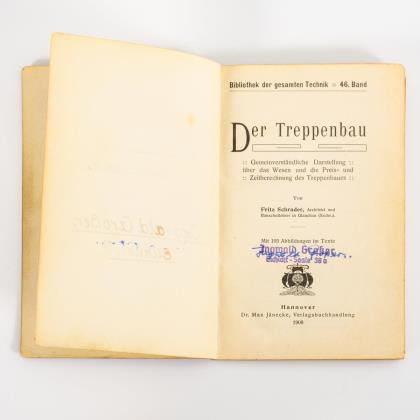 Bibliothek der gesamten Technik :: 46. Band
Der Treppenbau
:: Gemeinverständliche Darstellung ::
:: über das Wesen und die Preis- und ::
:: Zeitberechnung des Treppenbaues ::
Von
Fritz Schrader, Architekt und
Bauschullehrer in Glauchau (Sachs.).
Mit 105 Abbildungen im Texte
Hannover
Dr. Max Jänecke, Verlagsbuchhandlung
1908